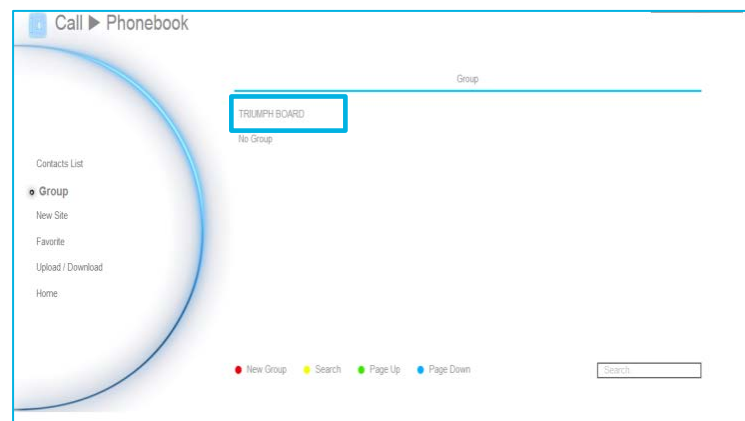 Call ▶ Phonebook
Group
TRIUMPH BOARD
No Group
Contacts List
Group
New Site
Favorite
Upload / Download
Home
New Group Search Page Up Page Down Search